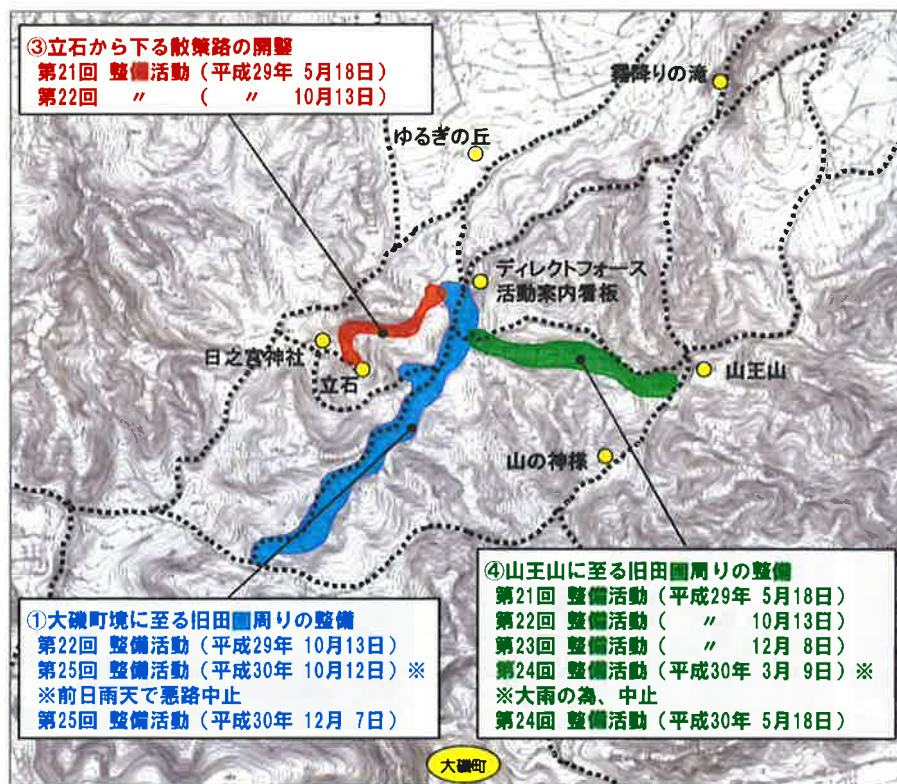 ③立石から下る散策路の開鑿
第21回 整備活動（平成29年 5月18日）
第22回 〃 （ 〃 10月13日）
霧降りの滝
ゆるぎの丘
ディレクトフォース
活動案内看板
日之宮神社
立石
山王山
山の神様
①大磯町境に至る旧田圃周りの整備
第22回 整備活動（平成29年 10月13日）
第25回 整備活動（平成30年 10月12日）※
※前日雨天で悪路中止
第25回 整備活動（平成30年 12月 7日）
④山王山に至る旧田圃周りの整備
第21回 整備活動（平成29年 5月18日）
第22回 整備活動（ 〃 10月13日）
第23回 整備活動（ 〃 12月 8日）
第24回 整備活動（平成30年 3月 9日）※
※大雨の為、中止
第24回 整備活動（平成30年 5月18日）
大磯町